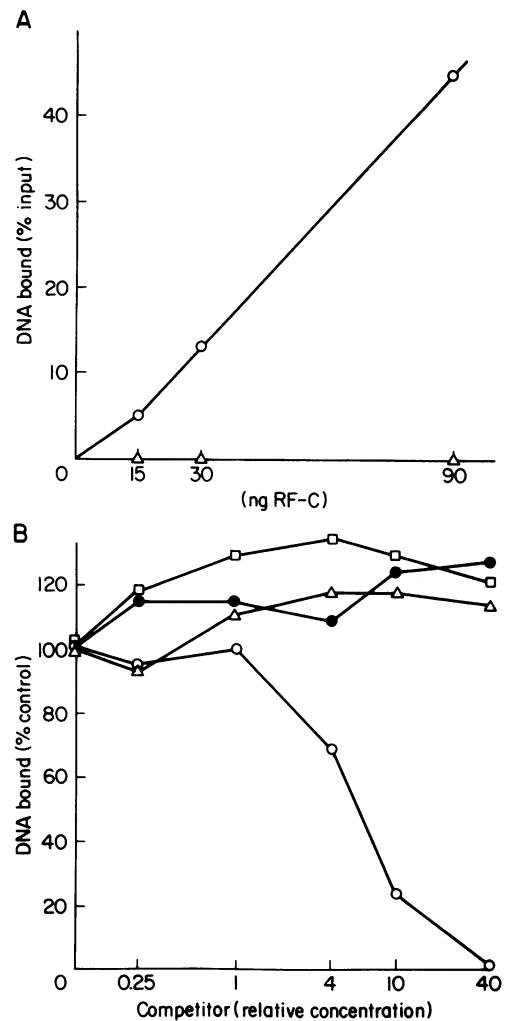 A
DNA bound (% input)
40
30
20
10
0
15 30 90
(ng RF-C)
B
DNA bound (% control)
120
100
80
60
40
20
0
0.25 1 4 10 40
Competitor (relative concentration)